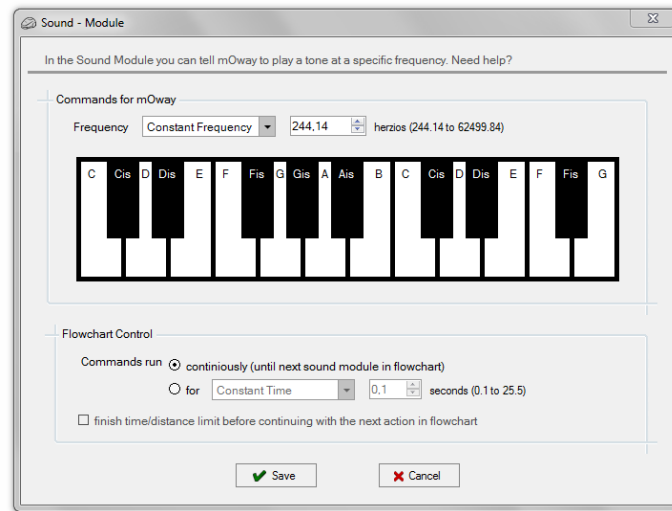 Sound - Module
In the Sound Module you can tell mOway to play a tone at a specific frequency. Need help?
Commands for mOway
Frequency Constant Frequency 244,14 herzios (244.14 to 62499.84)
C Cis D Dis E F Fis G Gis A Ais B C Cis D Dis E F Fis G
Flowchart Control
Commands run continiously (until next sound module in flowchart)
for Constant Time 0,1 seconds (0.1 to 25.5)
finish time/distance limit before continuing with the next action in flowchart
Save Cancel